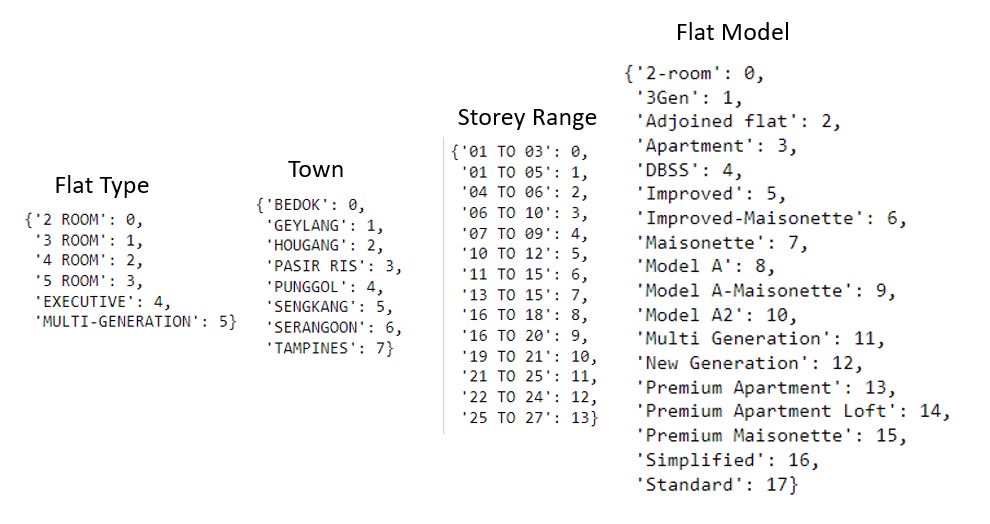 Flat Type
{'2 ROOM': 0,
'3 ROOM': 1,
'4 ROOM': 2,
'5 ROOM': 3,
'EXECUTIVE': 4,
'MULTI-GENERATION': 5}
Town
{'BEDOK': 0,
'GEYLANG': 1,
'HOUGANG': 2,
'PASIR RIS': 3,
'PUNGGOL': 4,
'SENGKANG': 5,
'SERANGOON': 6,
'TAMPINES': 7}
Storey Range
{'01 TO 03': 0,
'01 TO 05': 1,
'04 TO 06': 2,
'06 TO 10': 3,
'07 TO 09': 4,
'10 TO 12': 5,
'11 TO 15': 6,
'13 TO 15': 7,
'16 TO 18': 8,
'16 TO 20': 9,
'19 TO 21': 10,
'21 TO 25': 11,
'22 TO 24': 12,
'25 TO 27': 13}
Flat Model
{'2-room': 0,
'3Gen': 1,
'Adjoined flat': 2,
'Apartment': 3,
'DBSS': 4,
'Improved': 5,
'Improved-Maisonette': 6,
'Maisonette': 7,
'Model A': 8,
'Model A-Maisonette': 9,
'Model A2': 10,
'Multi Generation': 11,
'New Generation': 12,
'Premium Apartment': 13,
'Premium Apartment Loft': 14,
'Premium Maisonette': 15,
'Simplified': 16,
'Standard': 17}